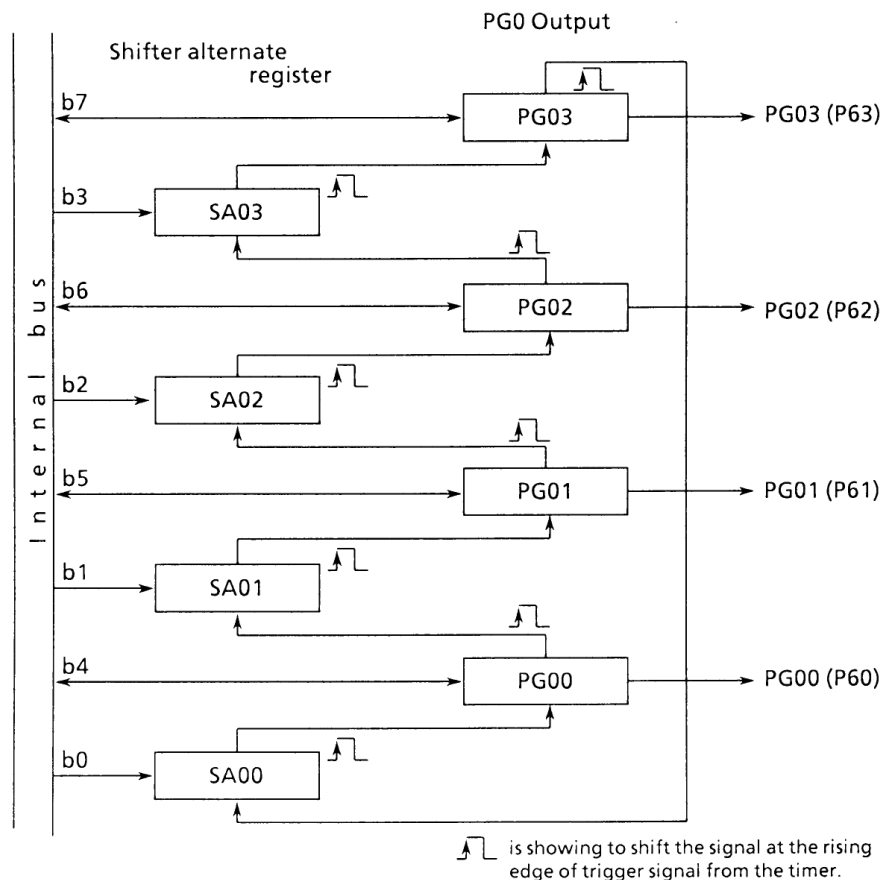 PG0 Output
Shifter alternate
register
b7
PG03
PG03 (P63)
b3
SA03
b6
PG02
PG02 (P62)
b2
SA02
Internal bus
b5
PG01
PG01 (P61)
b1
SA01
b4
PG00
PG00 (P60)
b0
SA00
is showing to shift the signal at the rising
edge of trigger signal from the timer.